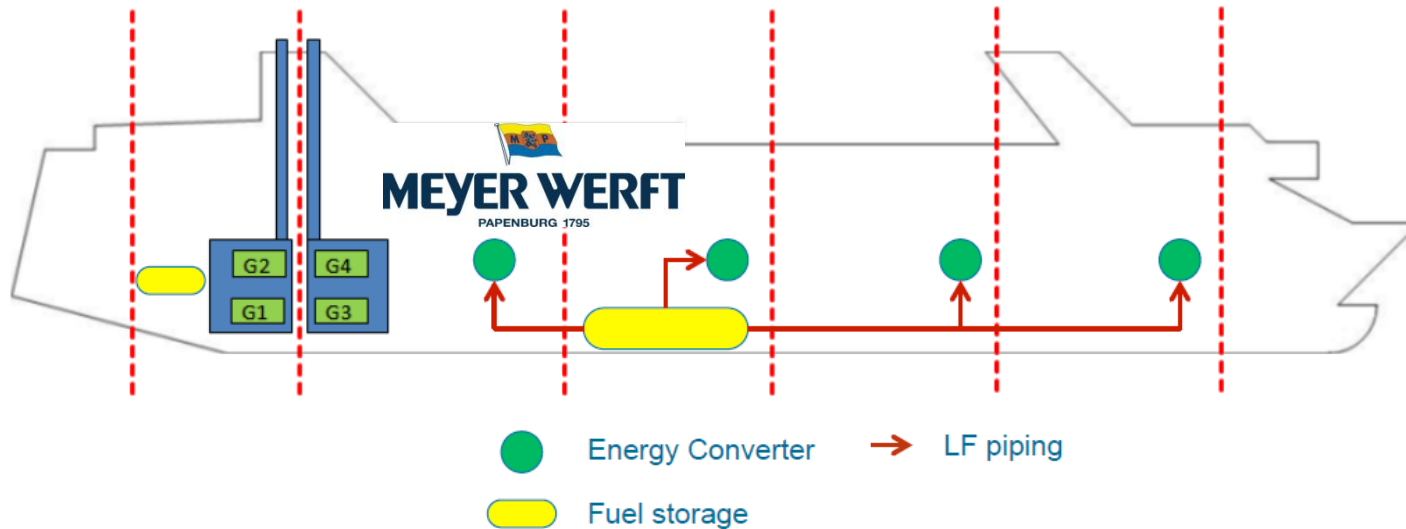 M P
MEYER WERFT
PAPENBURG 1795
G2
G4
G1
G3
Energy Converter
LF piping
Fuel storage